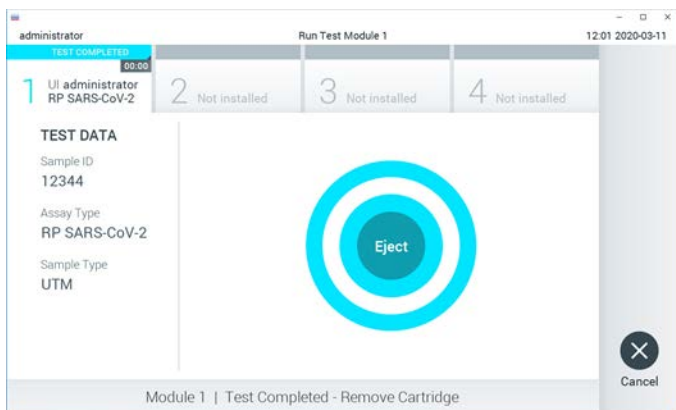 administrator
Run Test Module 1
12:01 2020-03-11
TEST COMPLETED
00:00
1
UI administrator
RP SARS-CoV-2
2 Not installed
3 Not installed
4 Not installed
TEST DATA
Sample ID
12344
Assay Type
RP SARS-CoV-2
Sample Type
UTM
Eject
Cancel
Module 1 | Test Completed - Remove Cartridge